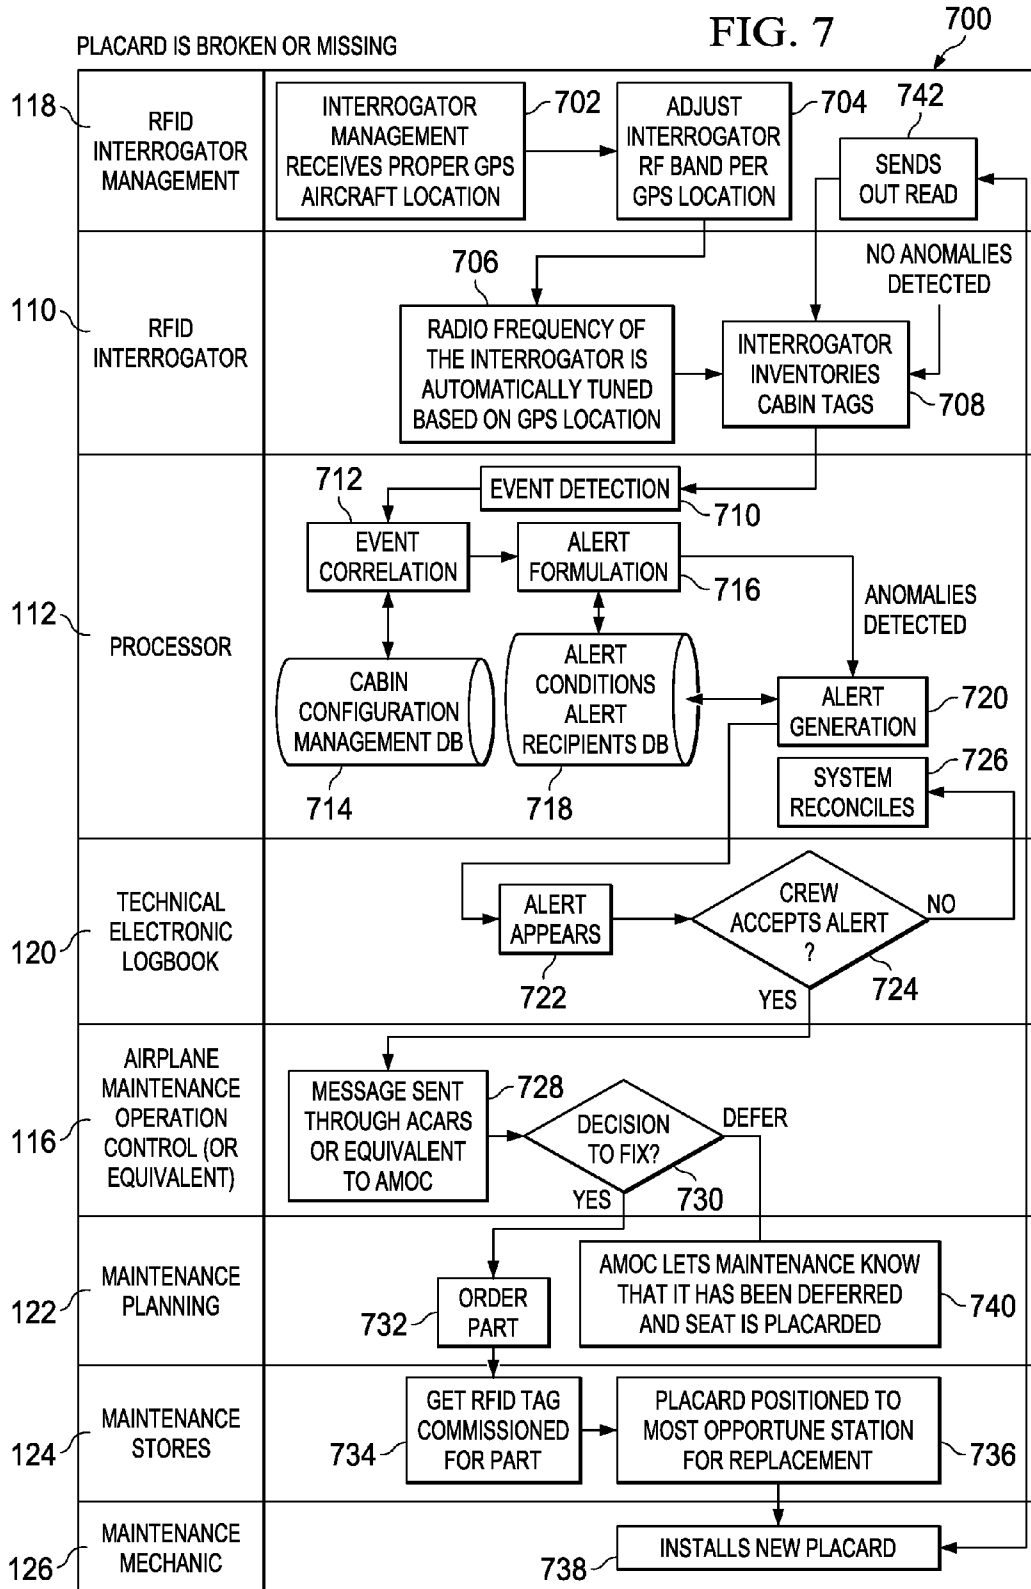 FIG. 7
700
PLACARD IS BROKEN OR MISSING
118
RFID
INTERROGATOR
MANAGEMENT
INTERROGATOR
MANAGEMENT
RECEIVES PROPER GPS
AIRCRAFT LOCATION
702
ADJUST
INTERROGATOR
RF BAND PER
GPS LOCATION
704
742
SENDS
OUT READ
110
RFID
INTERROGATOR
706
RADIO FREQUENCY OF
THE INTERROGATOR IS
AUTOMATICALLY TUNED
BASED ON GPS LOCATION
NO ANOMALIES
DETECTED
INTERROGATOR
INVENTORIES
CABIN TAGS
708
112
PROCESSOR
EVENT DETECTION
710
712
EVENT
CORRELATION
ALERT
FORMULATION
716
ANOMALIES
DETECTED
CABIN
CONFIGURATION
MANAGEMENT DB
714
ALERT
CONDITIONS
ALERT
RECIPIENTS DB
718
ALERT
GENERATION
720
726
SYSTEM
RECONCILES
120
TECHNICAL
ELECTRONIC
LOGBOOK
ALERT
APPEARS
722
CREW
ACCEPTS ALERT
?
724
NO
YES
116
AIRPLANE
MAINTENANCE
OPERATION
CONTROL (OR
EQUIVALENT)
MESSAGE SENT
THROUGH ACARS
OR EQUIVALENT
TO AMOC
728
DECISION
TO FIX?
730
DEFER
YES
122
MAINTENANCE
PLANNING
732
ORDER
PART
AMOC LETS MAINTENANCE KNOW
THAT IT HAS BEEN DEFERRED
AND SEAT IS PLACARDED
740
124
MAINTENANCE
STORES
734
GET RFID TAG
COMMISSIONED
FOR PART
PLACARD POSITIONED TO
MOST OPPORTUNE STATION
FOR REPLACEMENT
736
126
MAINTENANCE
MECHANIC
738
INSTALLS NEW PLACARD